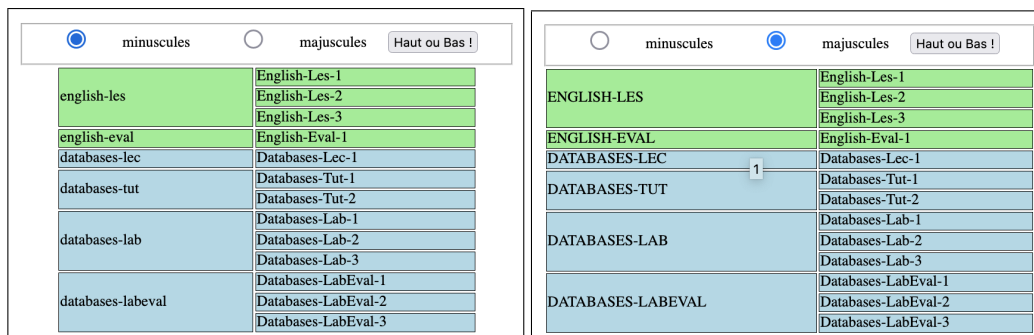 minuscules majuscules Haut ou Bas !
english-les
English-Les-1
English-Les-2
English-Les-3
english-eval
English-Eval-1
databases-lec
Databases-Lec-1
databases-tut
Databases-Tut-1
Databases-Tut-2
databases-lab
Databases-Lab-1
Databases-Lab-2
Databases-Lab-3
databases-labeval
Databases-LabEval-1
Databases-LabEval-2
Databases-LabEval-3
minuscules majuscules Haut ou Bas !
ENGLISH-LES
English-Les-1
English-Les-2
English-Les-3
ENGLISH-EVAL
English-Eval-1
DATABASES-LEC
Databases-Lec-1
1
DATABASES-TUT
Databases-Tut-1
Databases-Tut-2
DATABASES-LAB
Databases-Lab-1
Databases-Lab-2
Databases-Lab-3
DATABASES-LABEVAL
Databases-LabEval-1
Databases-LabEval-2
Databases-LabEval-3